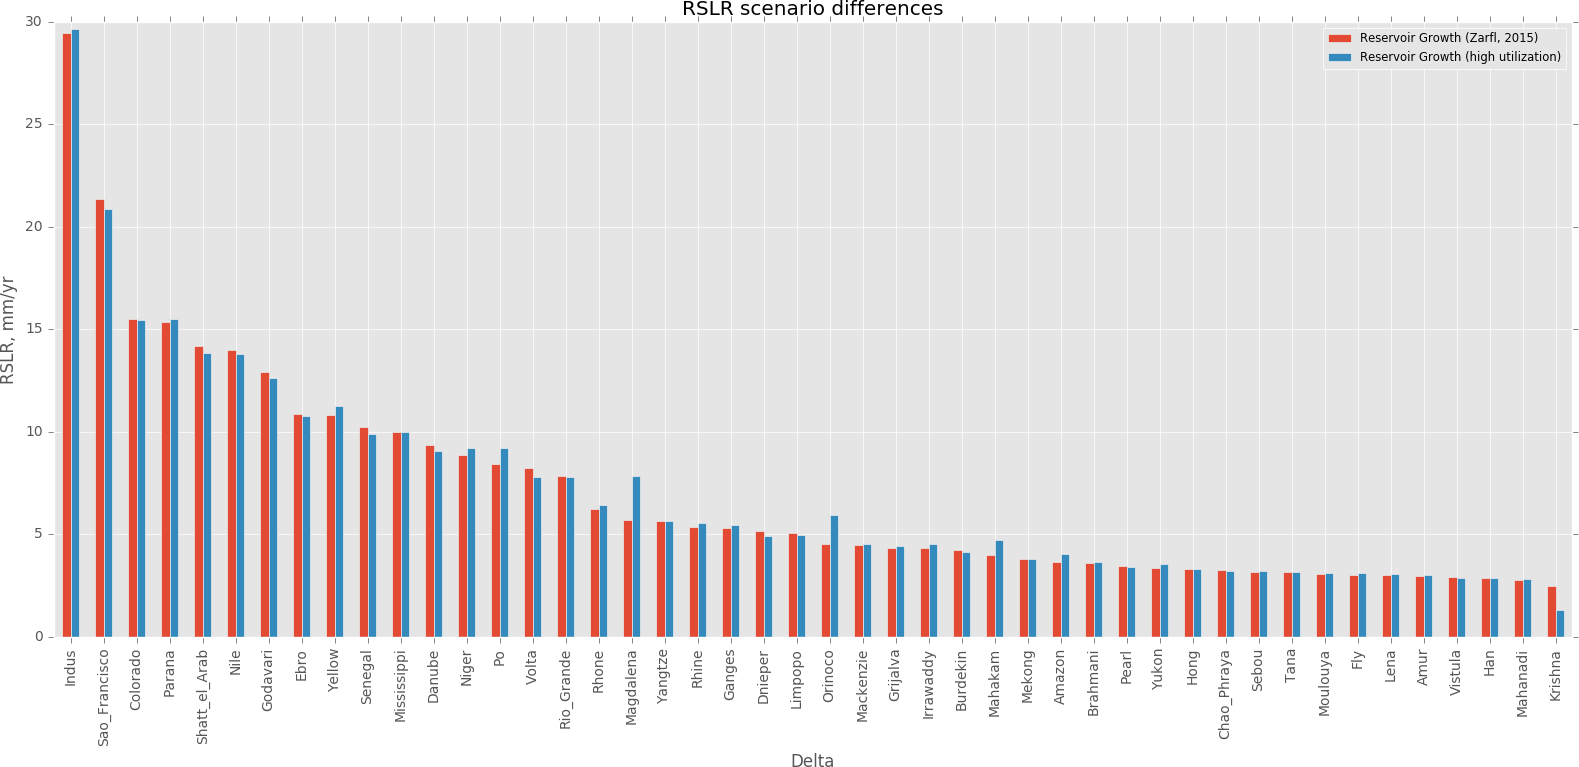 RSLR scenario differences
Reservoir Growth (Zarfl, 2015)
Reservoir Growth (high utilization)
RSLR, mm/yr
30
25
20
15
10
5
0
Indus
Sao_Francisco
Colorado
Parana
Shatt_el_Arab
Nile
Godavari
Ebro
Yellow
Senegal
Mississippi
Danube
Niger
Po
Volta
Rio_Grande
Rhone
Magdalena
Yangtze
Rhine
Ganges
Dnieper
Limpopo
Orinoco
Mackenzie
Grijalva
Irrawaddy
Burdekin
Mahakam
Mekong
Amazon
Brahmani
Pearl
Yukon
Hong
Chao_Phraya
Sebou
Tana
Moulouya
Fly
Lena
Amur
Vistula
Han
Mahanadi
Krishna
Delta